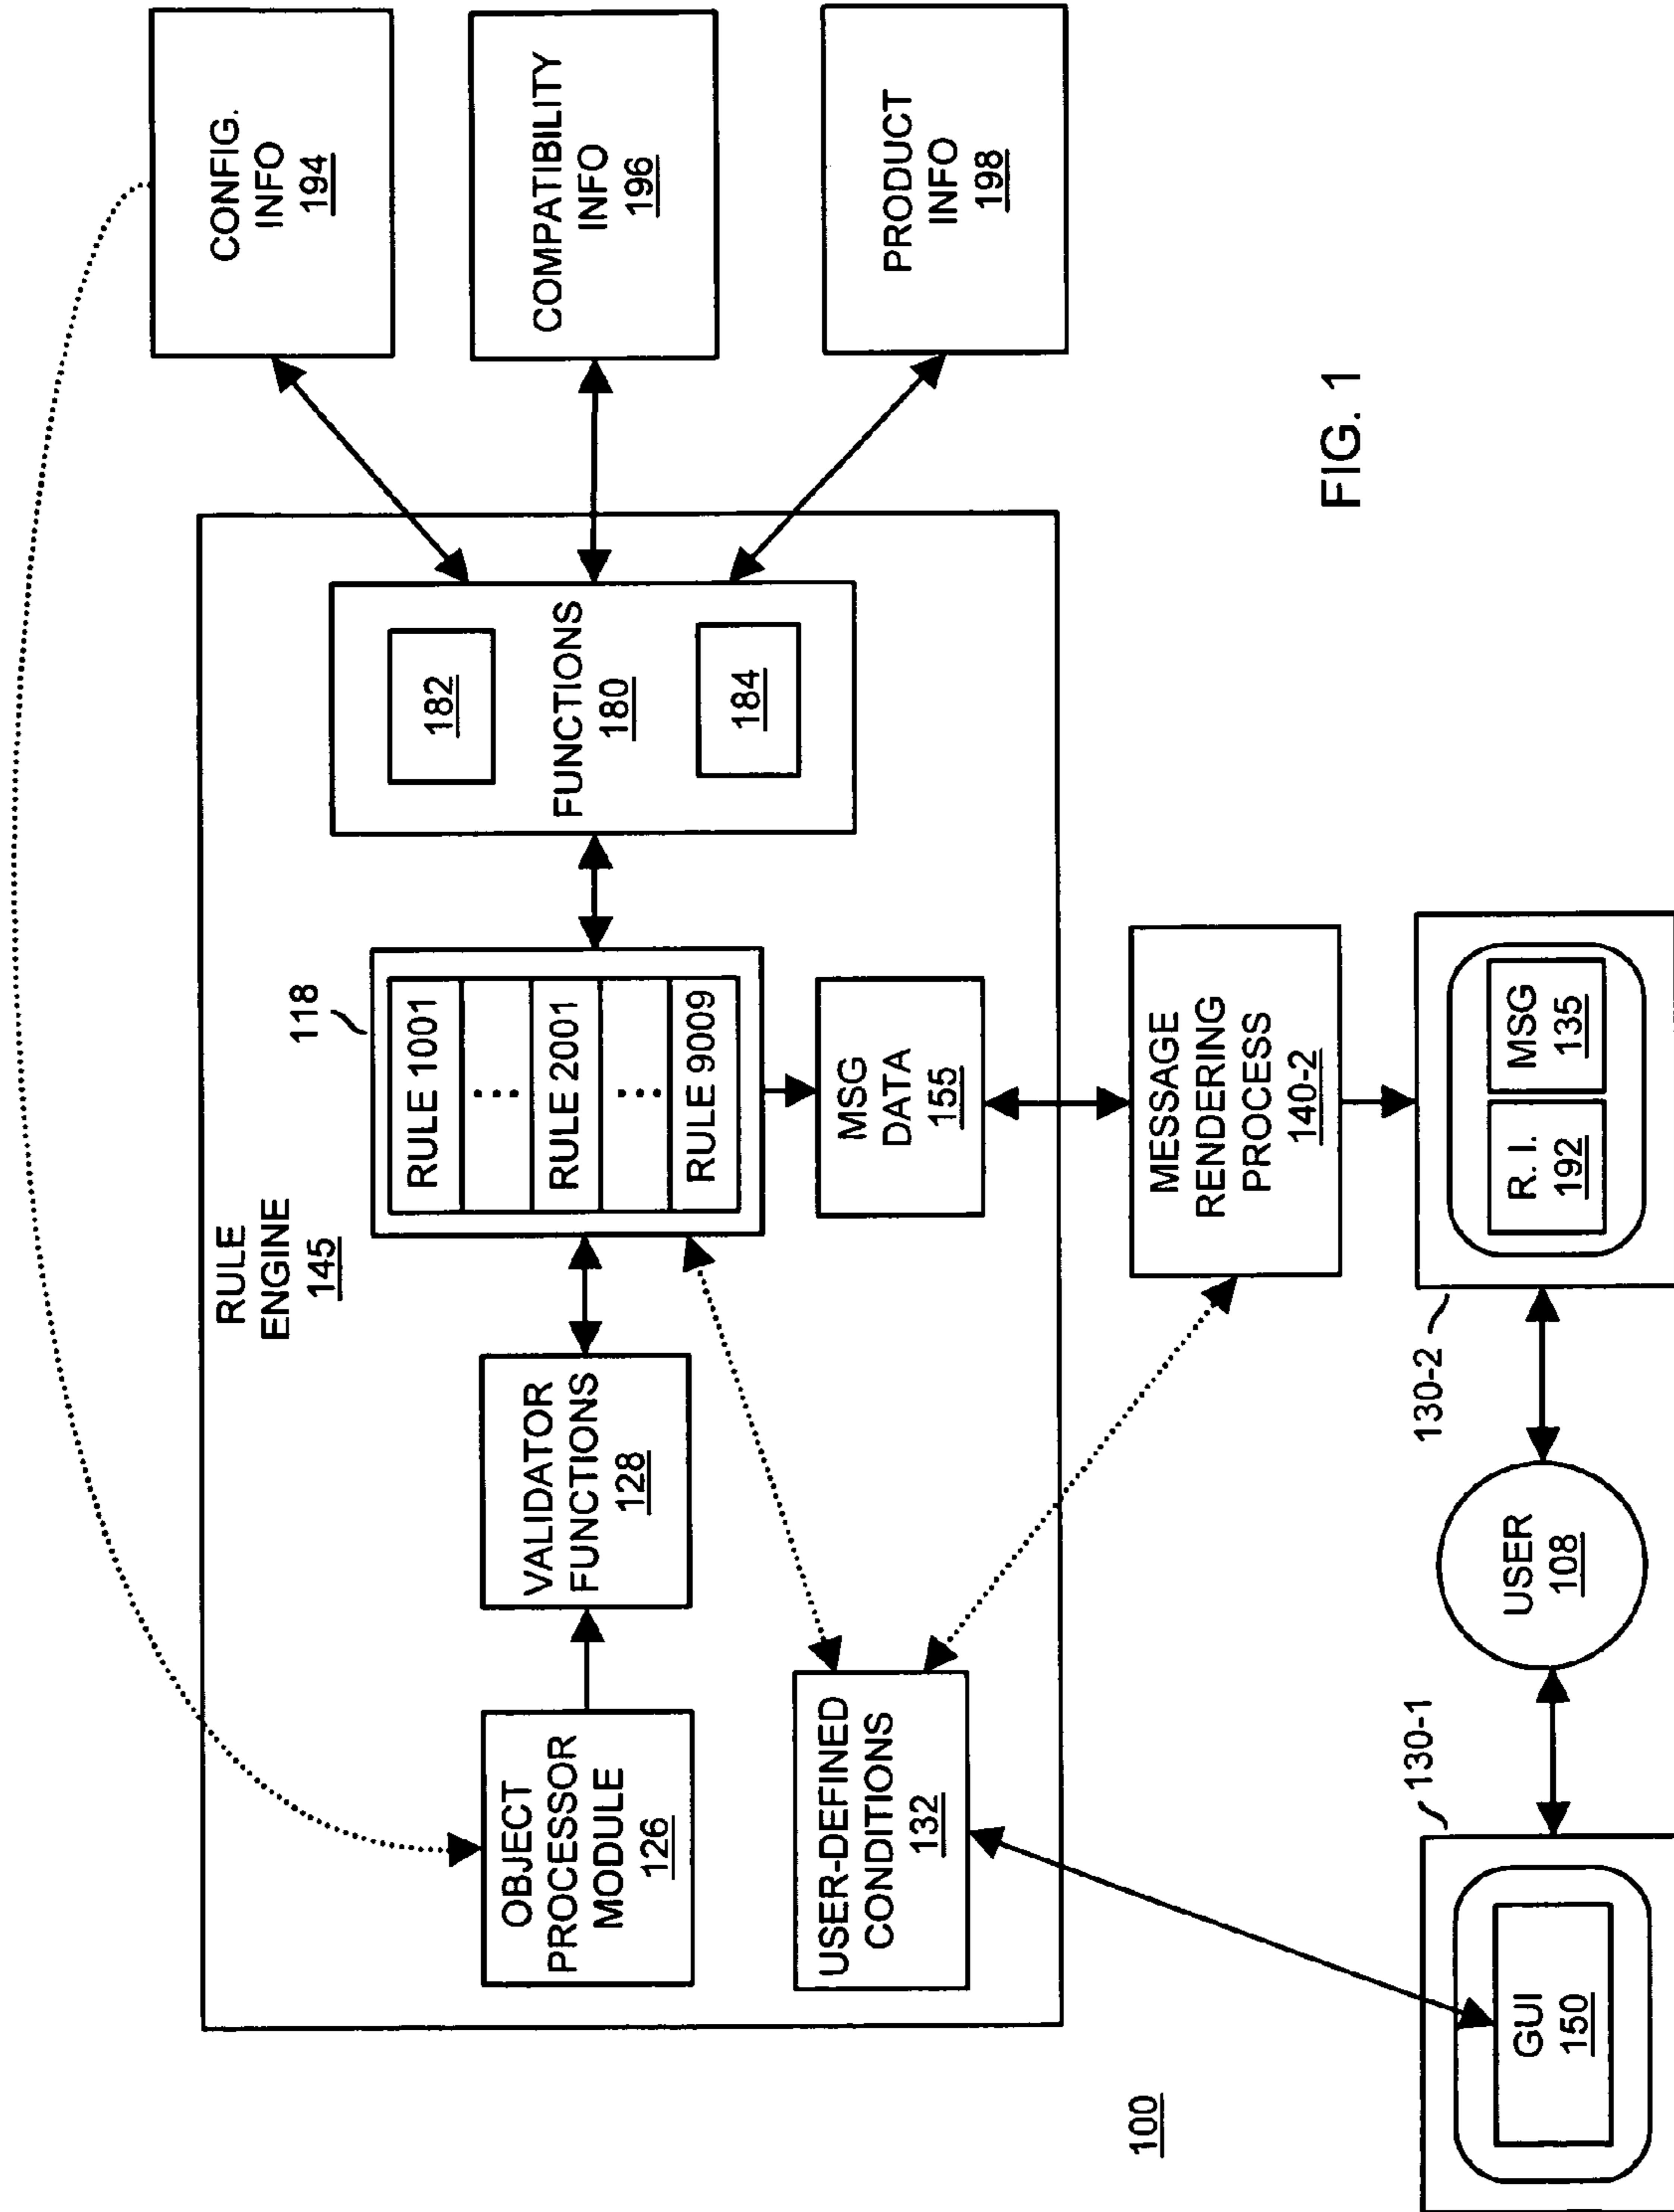 CONFIG.
INFO
194
COMPATIBILITY
INFO
196
PRODUCT
INFO
198
RULE
ENGINE
145
118
RULE 1001
...
RULE 2001
...
RULE 9009
182
FUNCTIONS
180
184
OBJECT
PROCESSOR
MODULE
126
VALIDATOR
FUNCTIONS
128
USER-DEFINED
CONDITIONS
132
MSG
DATA
155
MESSAGE
RENDERING
PROCESS
140-2
100
130-1
GUI
150
USER
108
130-2
R. I.
192
MSG
135
FIG. 1